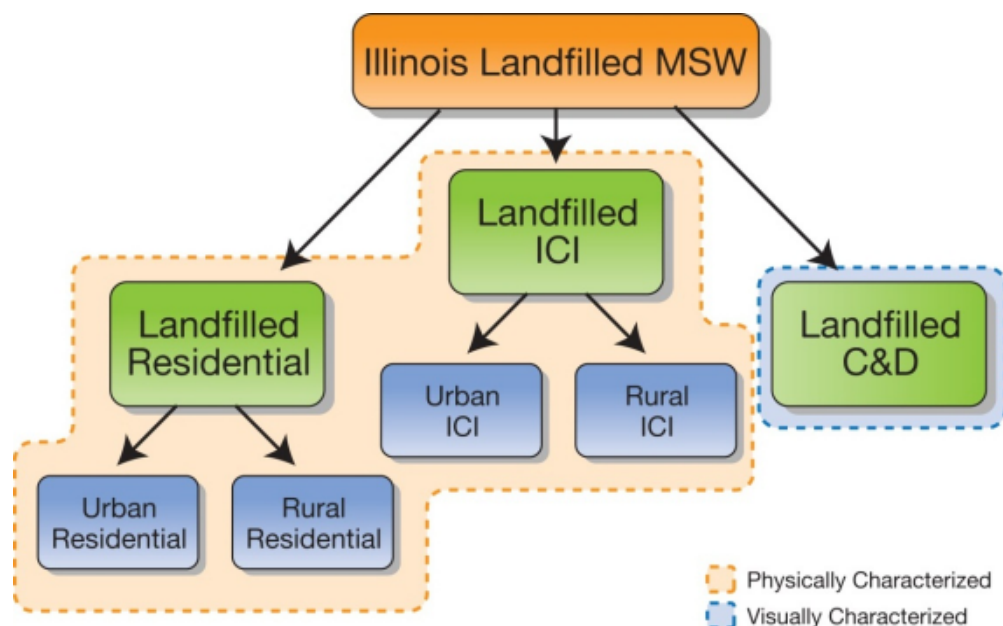 Illinois Landfilled MSW
Landfilled
ICI
Landfilled
Residential
Landfilled
C&D
Urban
ICI
Rural
ICI
Urban
Residential
Rural
Residential
Physically Characterized
Visually Characterized